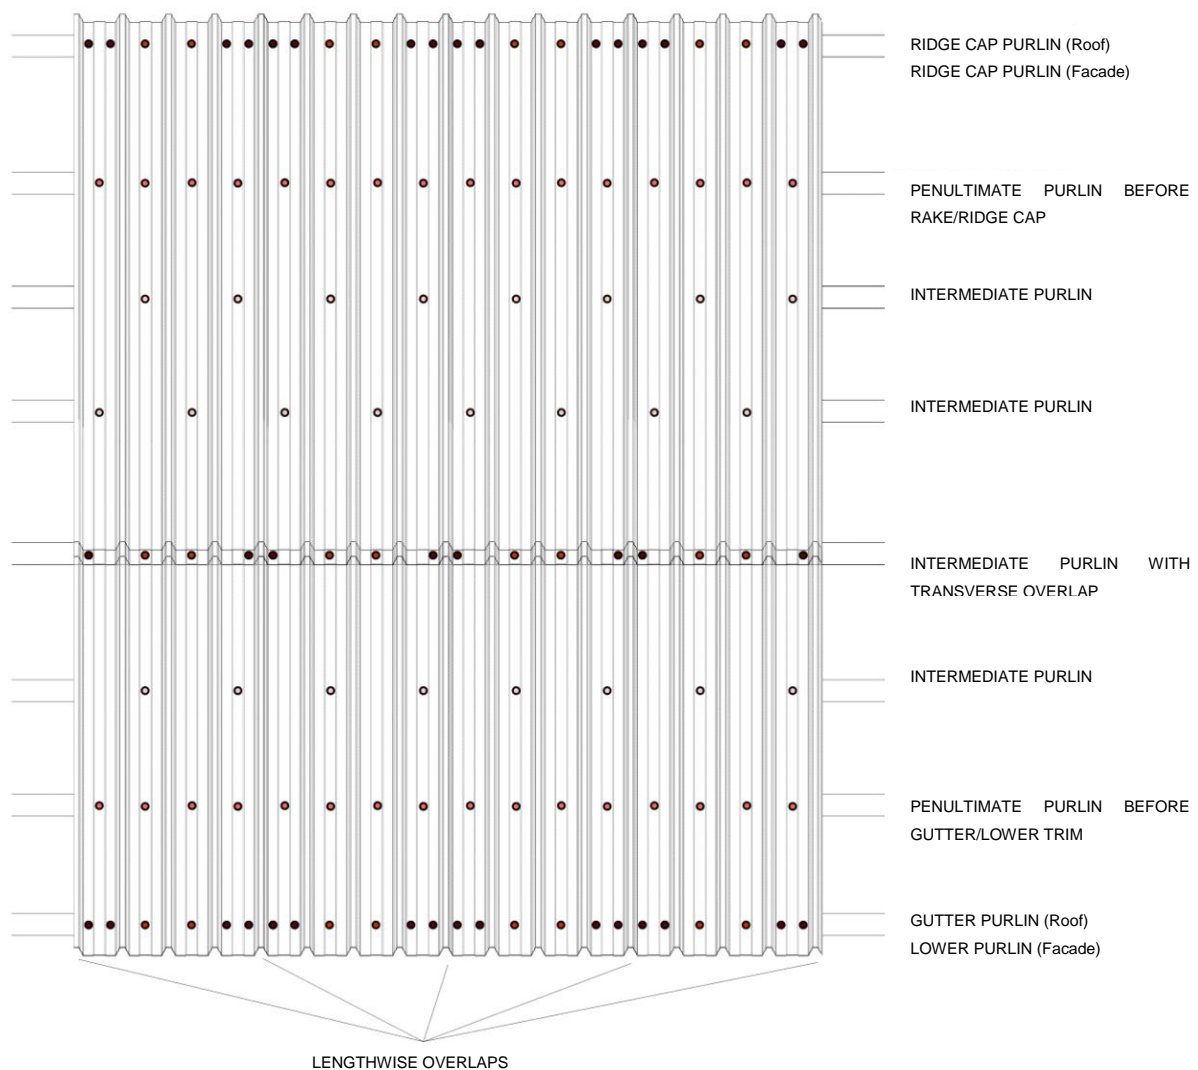 RIDGE CAP PURLIN (Roof)
RIDGE CAP PURLIN (Facade)
PENULTIMATE PURLIN BEFORE
RAKE/RIDGE CAP
INTERMEDIATE PURLIN
INTERMEDIATE PURLIN
INTERMEDIATE PURLIN WITH
TRANSVERSE OVERLAP
INTERMEDIATE PURLIN
PENULTIMATE PURLIN BEFORE
GUTTER/LOWER TRIM
GUTTER PURLIN (Roof)
LOWER PURLIN (Facade)
LENGTHWISE OVERLAPS